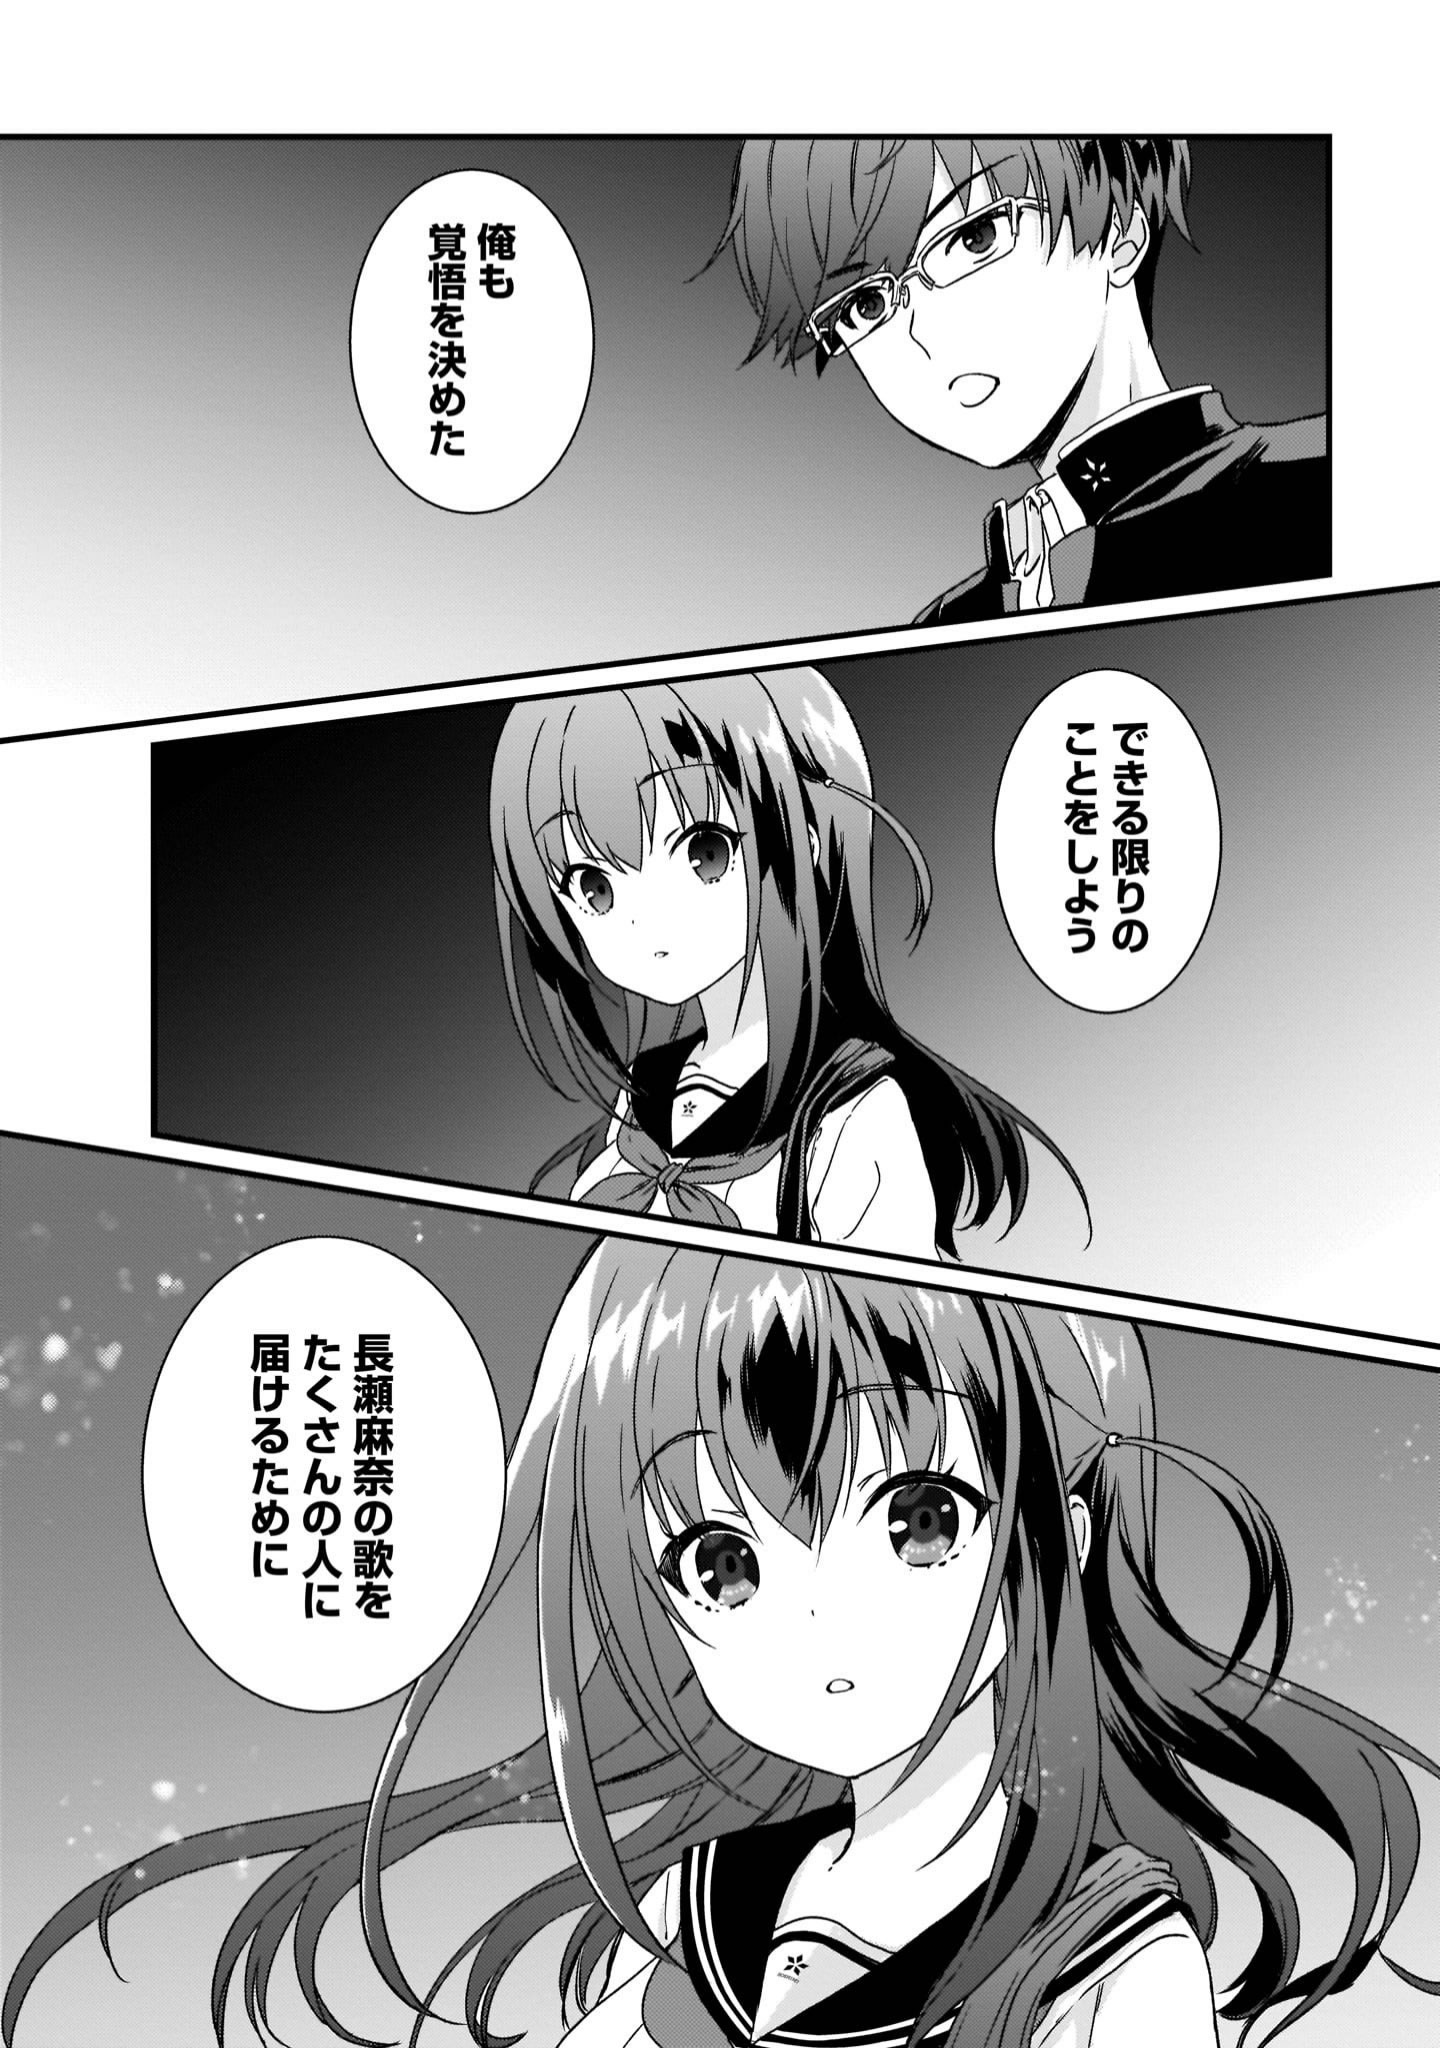 俺も
覚悟を決めた
できる限りの
ことをしよう
長瀬麻奈の歌を
たくさんの人に
届けるために